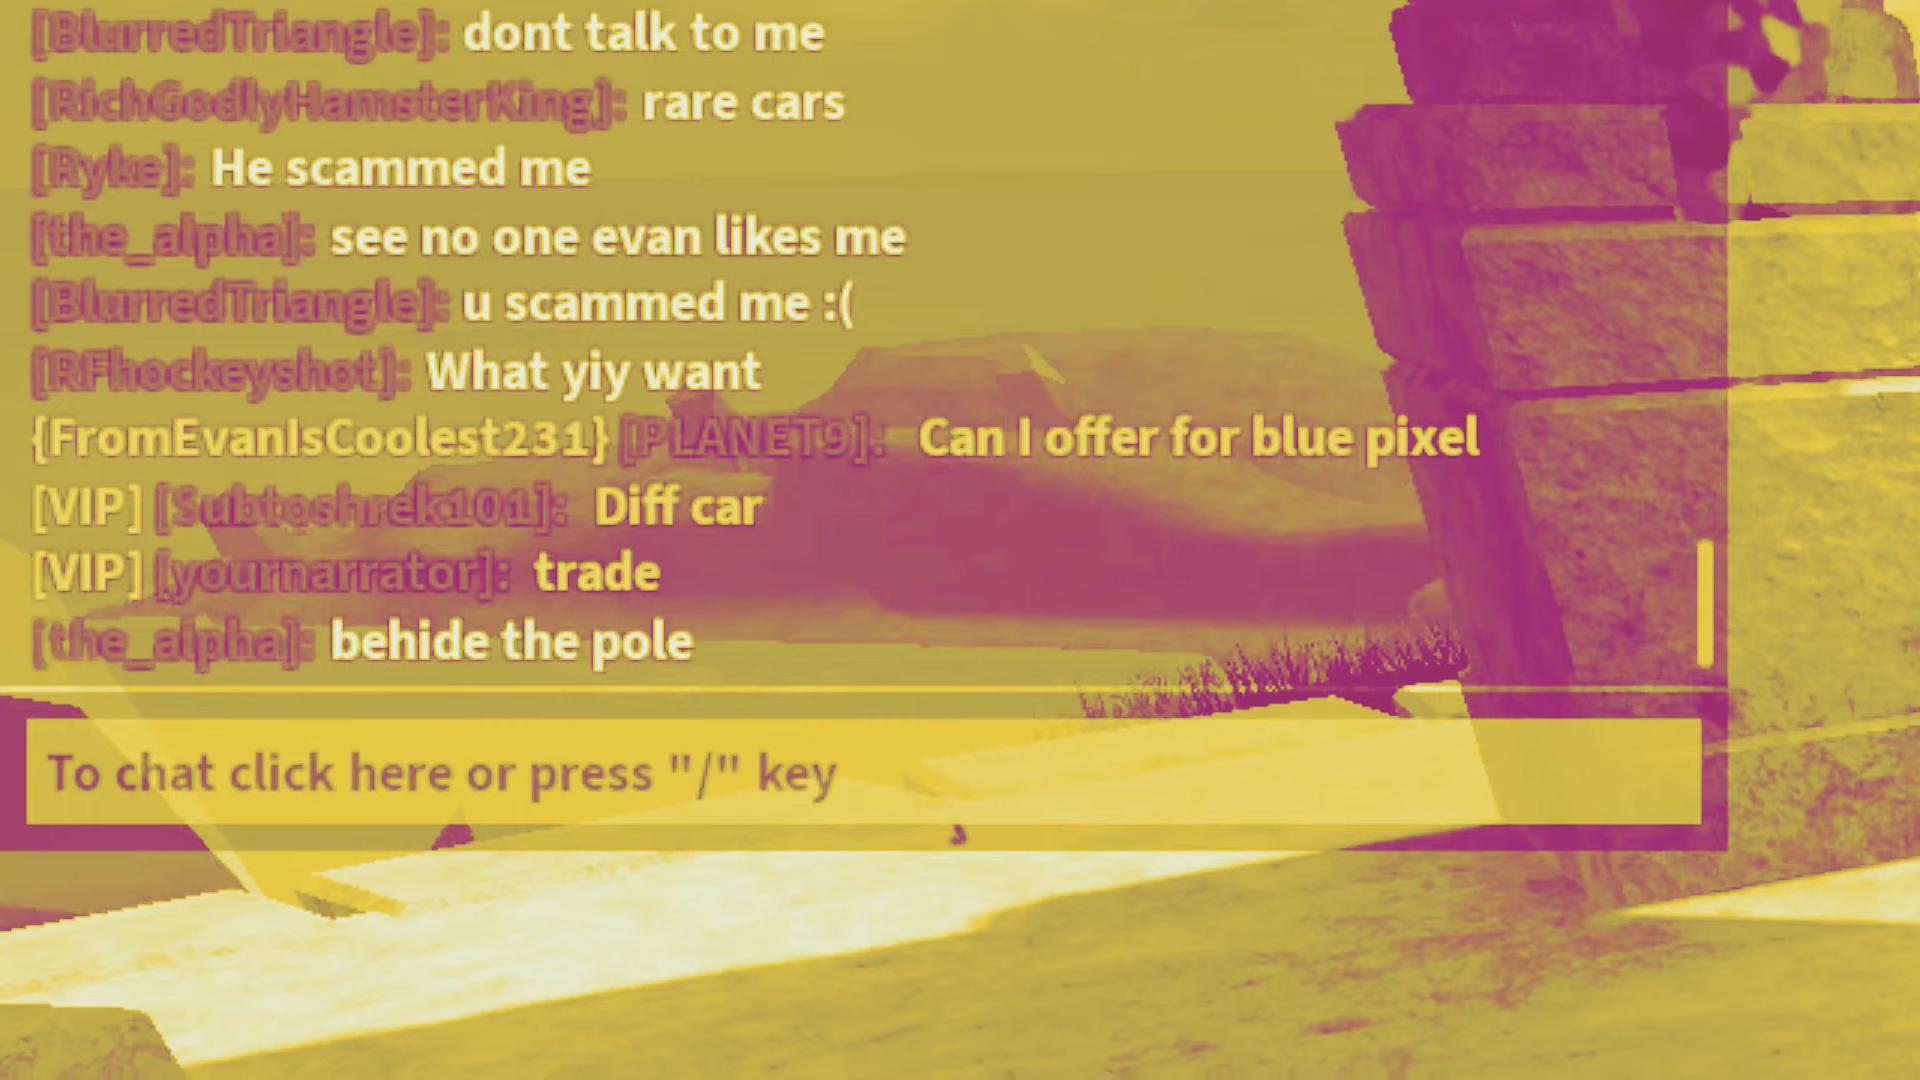 [BlurredTriangle]: dont talk to me
[RichGodlyHamsterKing]: rare cars
[Ryke]: He scammed me
[the_alpha]: see no one evan likes me
[BlurredTriangle]: u scammed me :(
[RFhockeyshot]: What yiy want
{FromEvanIsCoolest231} [PLANET9]: Can I offer for blue pixel
[VIP] [Subtoshrek101]: Diff car
[VIP] [yournarrator]: trade
[the_alpha]: behide the pole
To chat click here or press "/" key